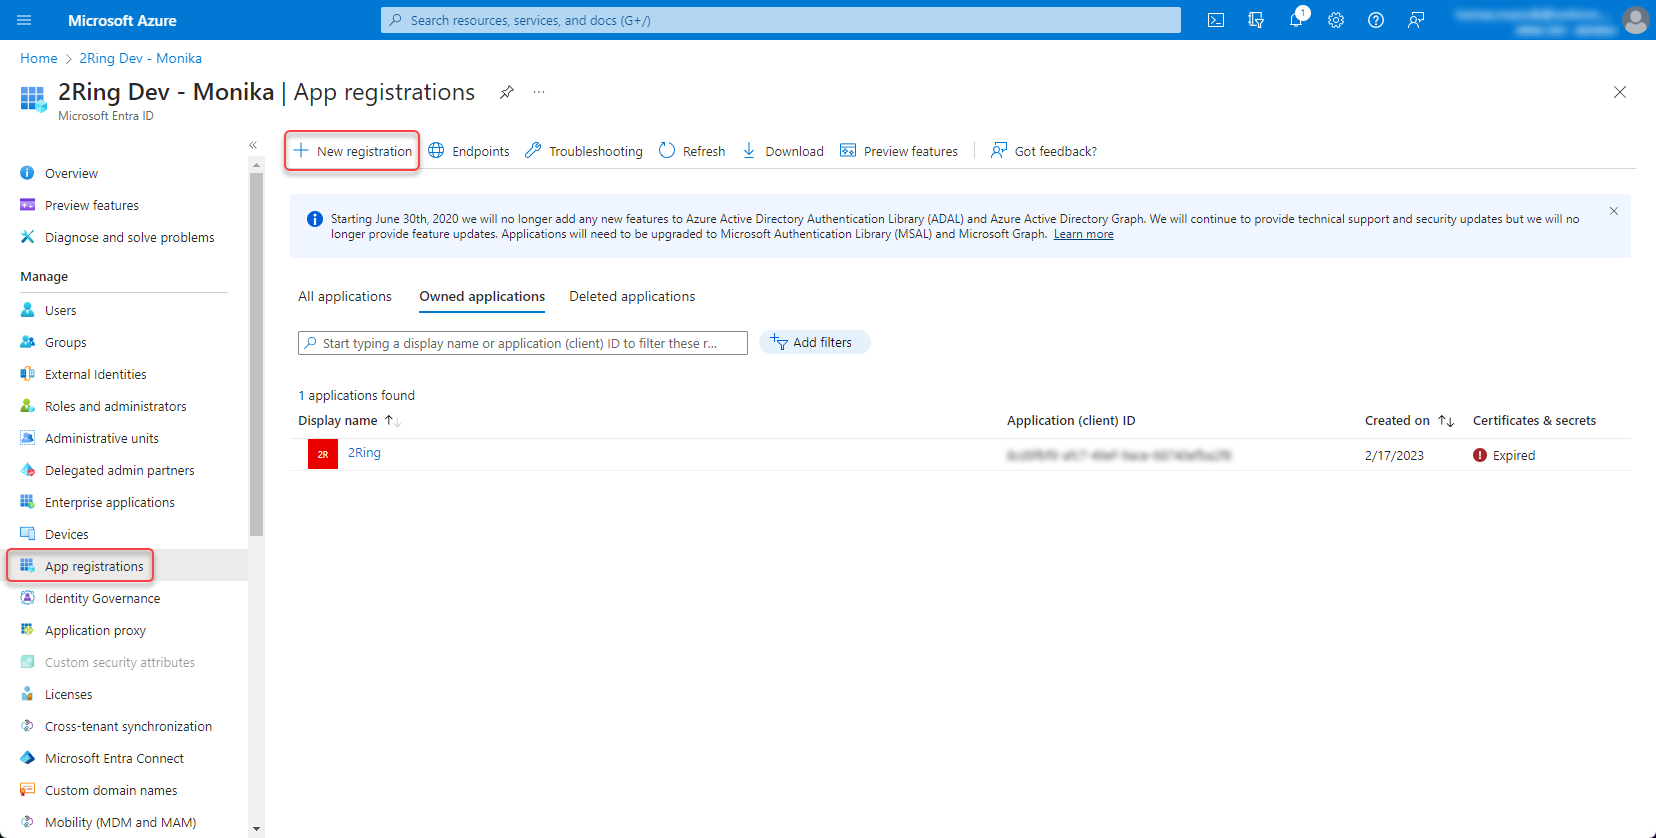 Microsoft Azure
Search resources, services, and docs (G+/)
1
Home > 2Ring Dev - Monika
2Ring Dev - Monika | App registrations
Microsoft Entra ID
Overview
Preview features
Diagnose and solve problems
Manage
Users
Groups
External Identities
Roles and administrators
Administrative units
Delegated admin partners
Enterprise applications
Devices
App registrations
Identity Governance
Application proxy
Custom security attributes
Licenses
Cross-tenant synchronization
Microsoft Entra Connect
Custom domain names
Mobility (MDM and MAM)
New registration
Endpoints
Troubleshooting
Refresh
Download
Preview features
Got feedback?
Starting June 30th, 2020 we will no longer add any new features to Azure Active Directory Authentication Library (ADAL) and Azure Active Directory Graph. We will continue to provide technical support and security updates but we will no
longer provide feature updates. Applications will need to be upgraded to Microsoft Authentication Library (MSAL) and Microsoft Graph. Learn more
All applications
Owned applications
Deleted applications
Start typing a display name or application (client) ID to filter these r...
Add filters
1 applications found
Display name
Application (client) ID
Created on
Certificates & secrets
2R
2Ring
2/17/2023
Expired